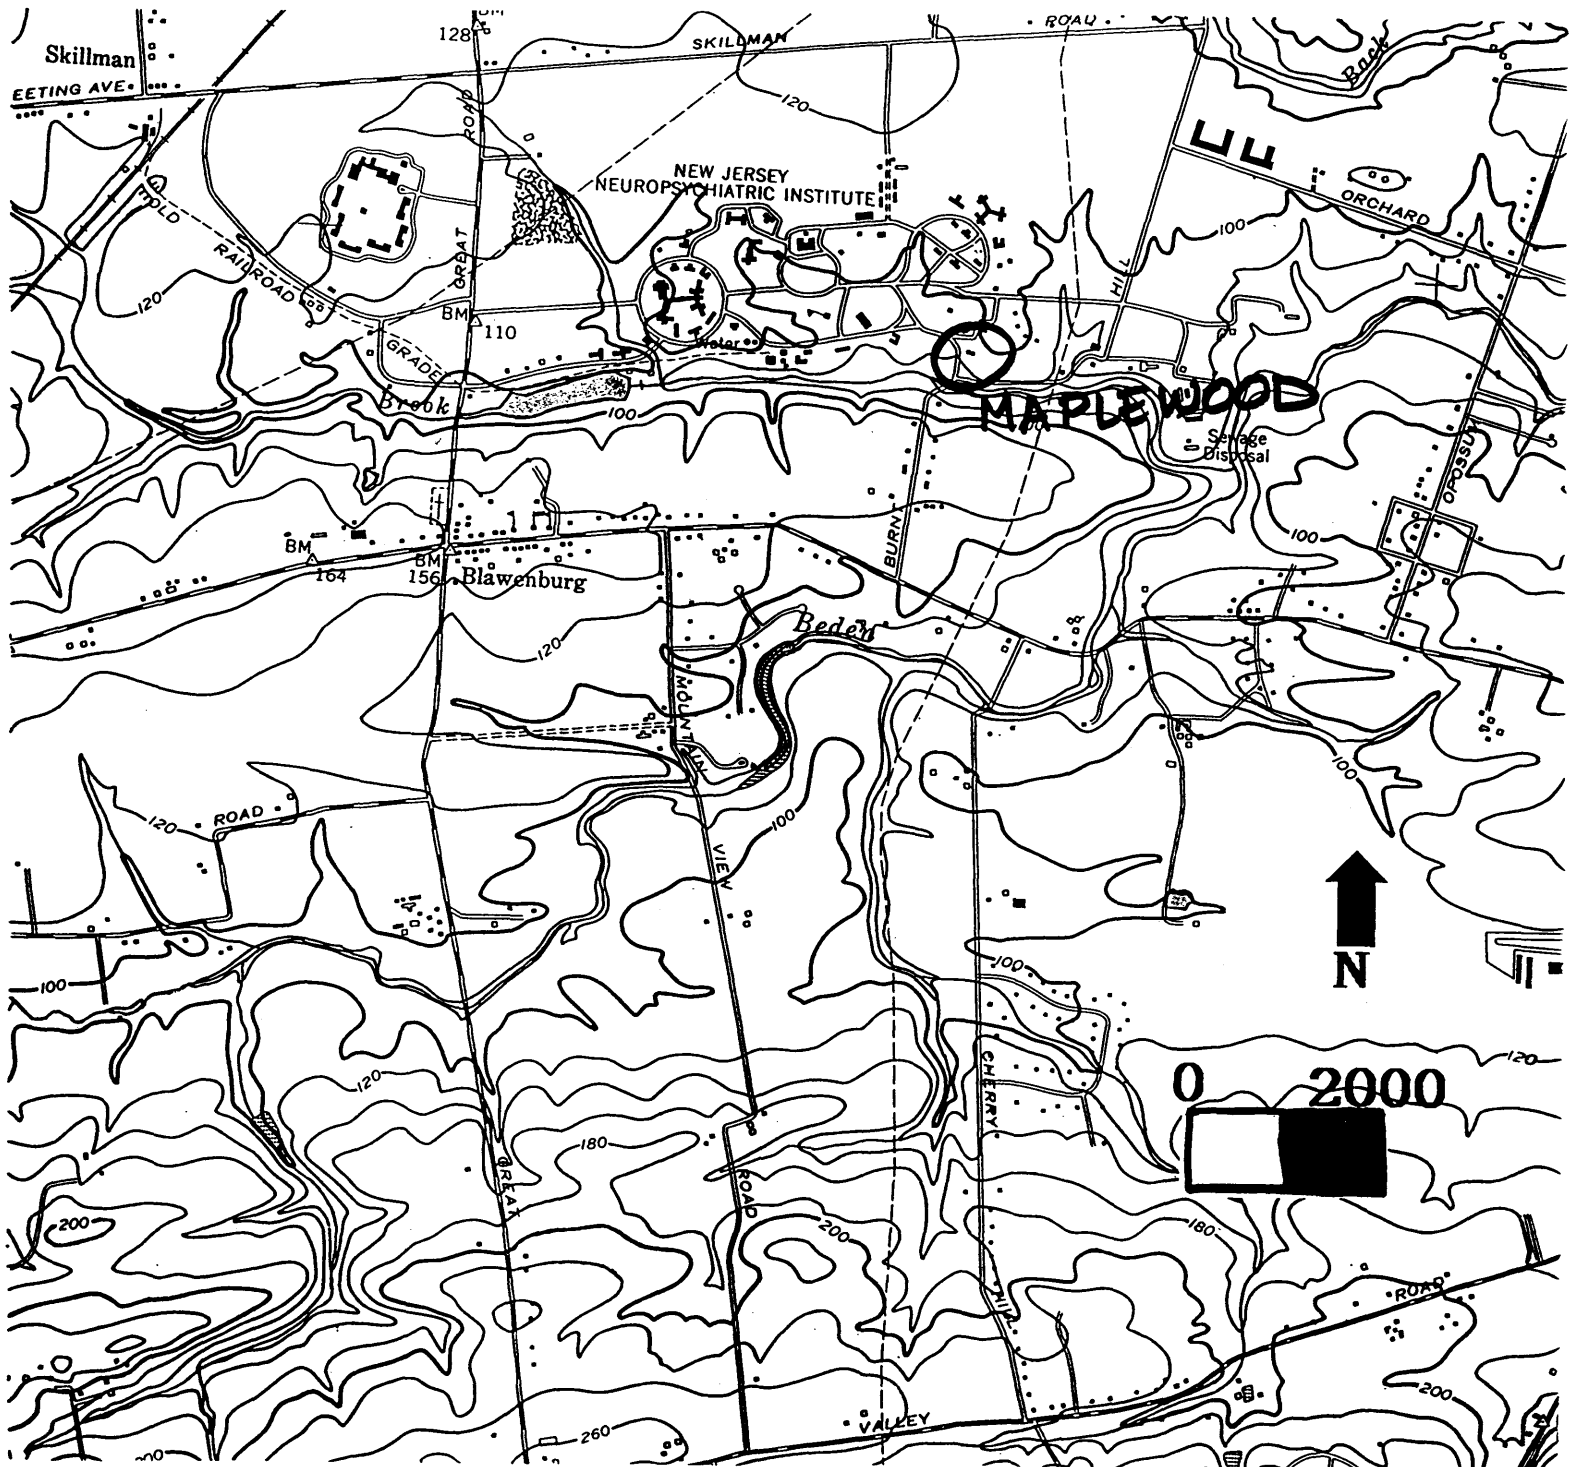 BM
128
SKILLMAN
ROAD
Skillman
EETING AVE.
Back
120
ROAD
NEW JERSEY
NEUROPSYCHIATRIC INSTITUTE
ORCHARD
OLD
100
RAILROAD
GREAT
HILL
120
BM
110
Water
GRADE
Brook
100
MAPLEWOOD
Sewage
Disposal
OPOSSUM
BURNT
100
BM
164
BM
156
Blawenburg
Beden
120
MOUNTAIN
100
ROAD
120
100
VIEW
N
100
100
CHERRY
120
120
0 2000
180
GREAT
ROAD
200
200
180
HILL
ROAD
200
VALLEY
260